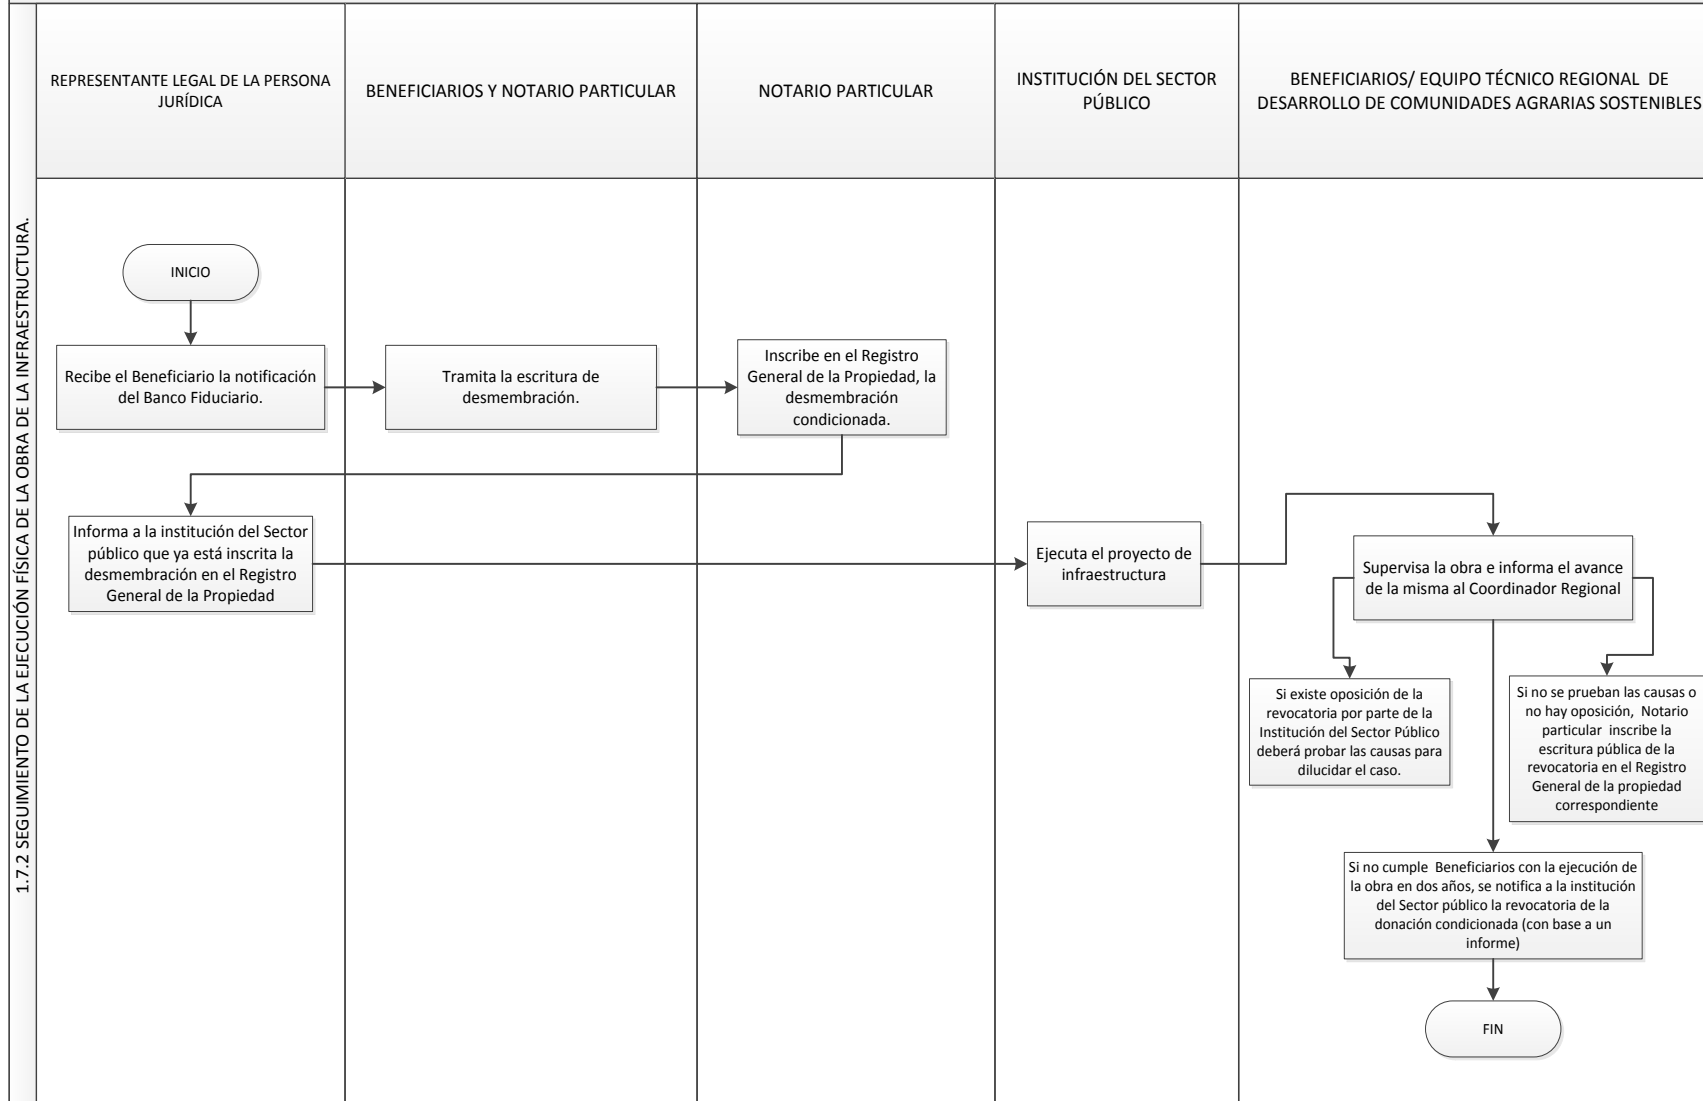 1.7.2 SEGUIMIENTO DE LA EJECUCIÓN FÍSICA DE LA OBRA DE LA INFRAESTRUCTURA.
REPRESENTANTE LEGAL DE LA PERSONA
JURÍDICA
BENEFICIARIOS Y NOTARIO PARTICULAR
NOTARIO PARTICULAR
INSTITUCIÓN DEL SECTOR
PÚBLICO
BENEFICIARIOS/ EQUIPO TÉCNICO REGIONAL DE
DESARROLLO DE COMUNIDADES AGRARIAS SOSTENIBLES
INICIO
Recibe el Beneficiario la notificación
del Banco Fiduciario.
Tramita la escritura de
desmembración.
Inscribe en el Registro
General de la Propiedad, la
desmembración
condicionada.
Informa a la institución del Sector
público que ya está inscrita la
desmembración en el Registro
General de la Propiedad
Ejecuta el proyecto de
infraestructura
Supervisa la obra e informa el avance
de la misma al Coordinador Regional
Si existe oposición de la
revocatoria por parte de la
Institución del Sector Público
deberá probar las causas para
dilucidar el caso.
Si no se prueban las causas o
no hay oposición, Notario
particular inscribe la
escritura pública de la
revocatoria en el Registro
General de la propiedad
correspondiente
Si no cumple Beneficiarios con la ejecución de
la obra en dos años, se notifica a la institución
del Sector público la revocatoria de la
donación condicionada (con base a un
informe)
FIN